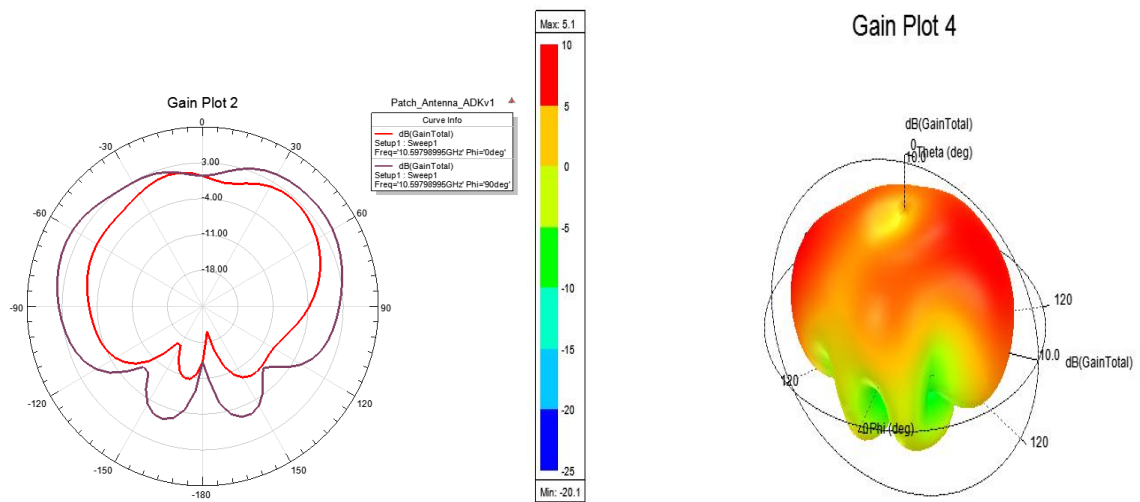 Gain Plot 2
Patch_Antenna_ADKv1
Curve Info
dB(GainTotal)
Setup1 : Sweep1
Freq='10.59798995GHz' Phi='0deg'
dB(GainTotal)
Setup1 : Sweep1
Freq='10.59798995GHz' Phi='90deg'
0
30
60
90
120
150
-180
-150
-120
-90
-60
-30
3.00
-4.00
-11.00
-18.00
Max: 5.1
10
5
0
-5
-10
-15
-20
-25
Min: -20.1
Gain Plot 4
dB(GainTotal)
0
Theta (deg)
10.0
120
10.0
dB(GainTotal)
120
120
0
Phi (deg)